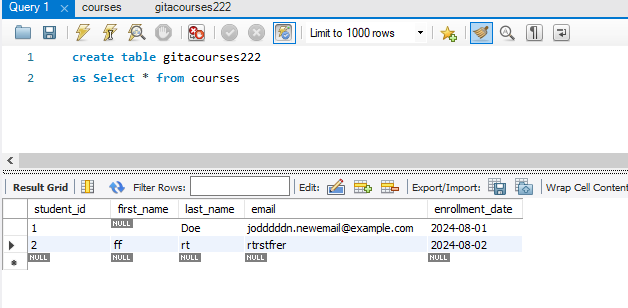 Query 1 courses gitacourses222
Limit to 1000 rows
1 create table gitacourses222
2 as Select * from courses
Result Grid Filter Rows: Edit: Export/Import: Wrap Cell Content
student_id first_name last_name email enrollment_date
1 NULL Doe jodddddn.newemail@example.com 2024-08-01
2 ff rt rtrstfrer 2024-08-02
NULL NULL NULL NULL NULL